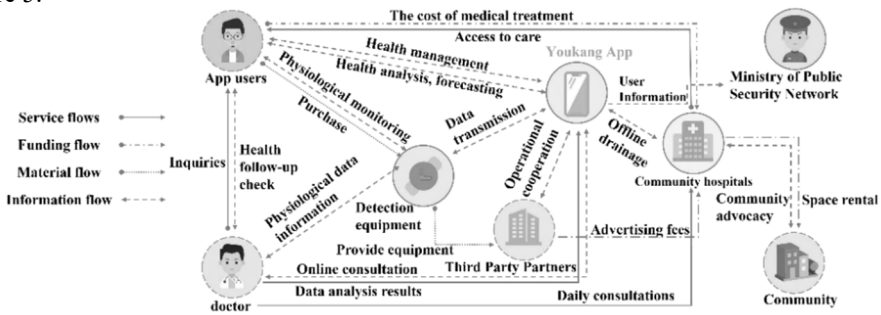 The cost of medical treatment
Access to care
Health management
Health analysis, forecasting
Youkang App
App users
User
Information
Ministry of Public
Security Network
Physiological monitoring
Purchase
Data
transmission
Offline
drainage
Service flows
Funding flow
Material flow
Information flow
Inquiries
Health
follow-up
check
Physiological data
information
Operational
cooperation
Community hospitals
Detection
equipment
Community
advocacy
Space rental
Advertising fees
Provide equipment
Third Party Partners
Online consultation
Data analysis results
Daily consultations
doctor
Community